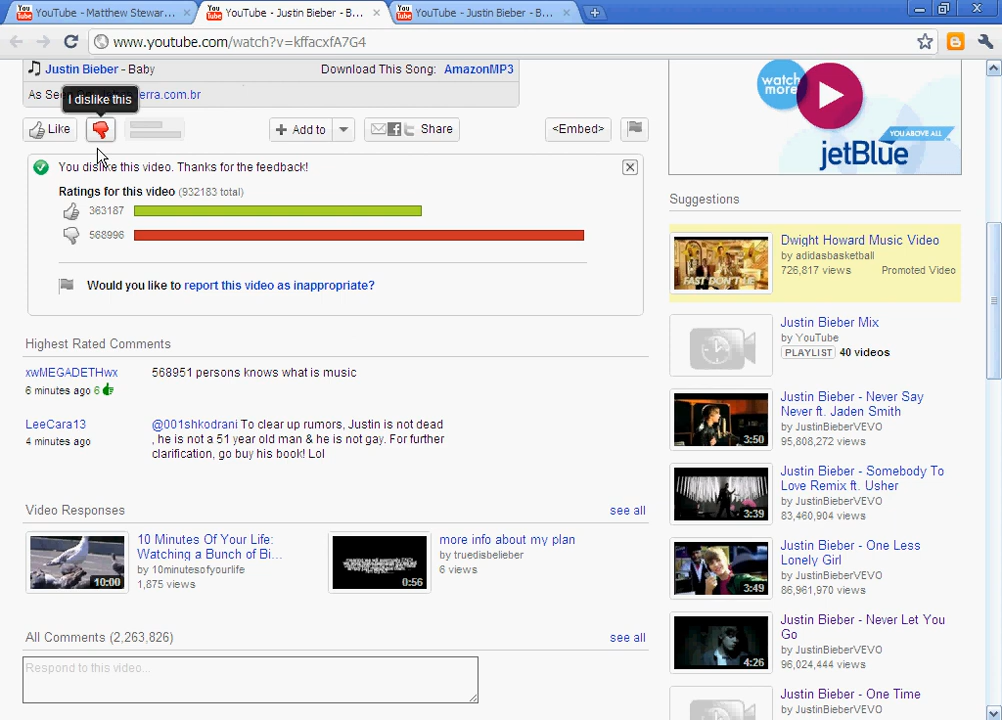 YouTube - Matthew Stewar...
YouTube - Justin Bieber - B...
YouTube - Justin Bieber - B...
www.youtube.com/watch?v=kffacxfA7G4
Justin Bieber - Baby
Download This Song: AmazonMP3
As Se
erra.com.br
I dislike this
Like
Add to
Share
<Embed>
You dislike this video. Thanks for the feedback!
Ratings for this video (932183 total)
363187
568996
Would you like to report this video as inappropriate?
Highest Rated Comments
xwMEGADETHwx
568951 persons knows what is music
6 minutes ago 6
LeeCara13
@001shkodrani To clear up rumors, Justin is not dead
4 minutes ago
, he is not a 51 year old man & he is not gay. For further
clarification, go buy his book! Lol
Video Responses
see all
10 Minutes Of Your Life:
Watching a Bunch of Bi...
by 10minutesofyourlife
1,875 views
10:00
more info about my plan
by truedisbelieber
6 views
0:56
All Comments (2,263,826)
see all
Respond to this video...
watch
more
YOU ABOVE ALL
jetBlue
Suggestions
Dwight Howard Music Video
by adidasbasketball
726,817 views Promoted Video
FAST DON'T LIE
Justin Bieber Mix
by YouTube
PLAYLIST 40 videos
Justin Bieber - Never Say
Never ft. Jaden Smith
by JustinBieberVEVO
95,808,272 views
3:50
Justin Bieber - Somebody To
Love Remix ft. Usher
by JustinBieberVEVO
83,460,904 views
3:39
Justin Bieber - One Less
Lonely Girl
by JustinBieberVEVO
86,961,970 views
3:49
Justin Bieber - Never Let You
Go
by JustinBieberVEVO
96,024,444 views
4:26
Justin Bieber - One Time
by JustinBieberVEVO